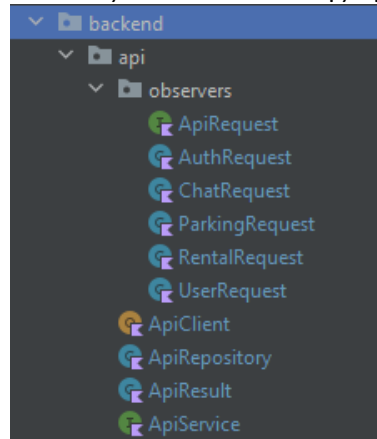 backend
api
observers
ApiRequest
AuthRequest
ChatRequest
ParkingRequest
RentalRequest
UserRequest
ApiClient
ApiRepository
ApiResult
ApiService